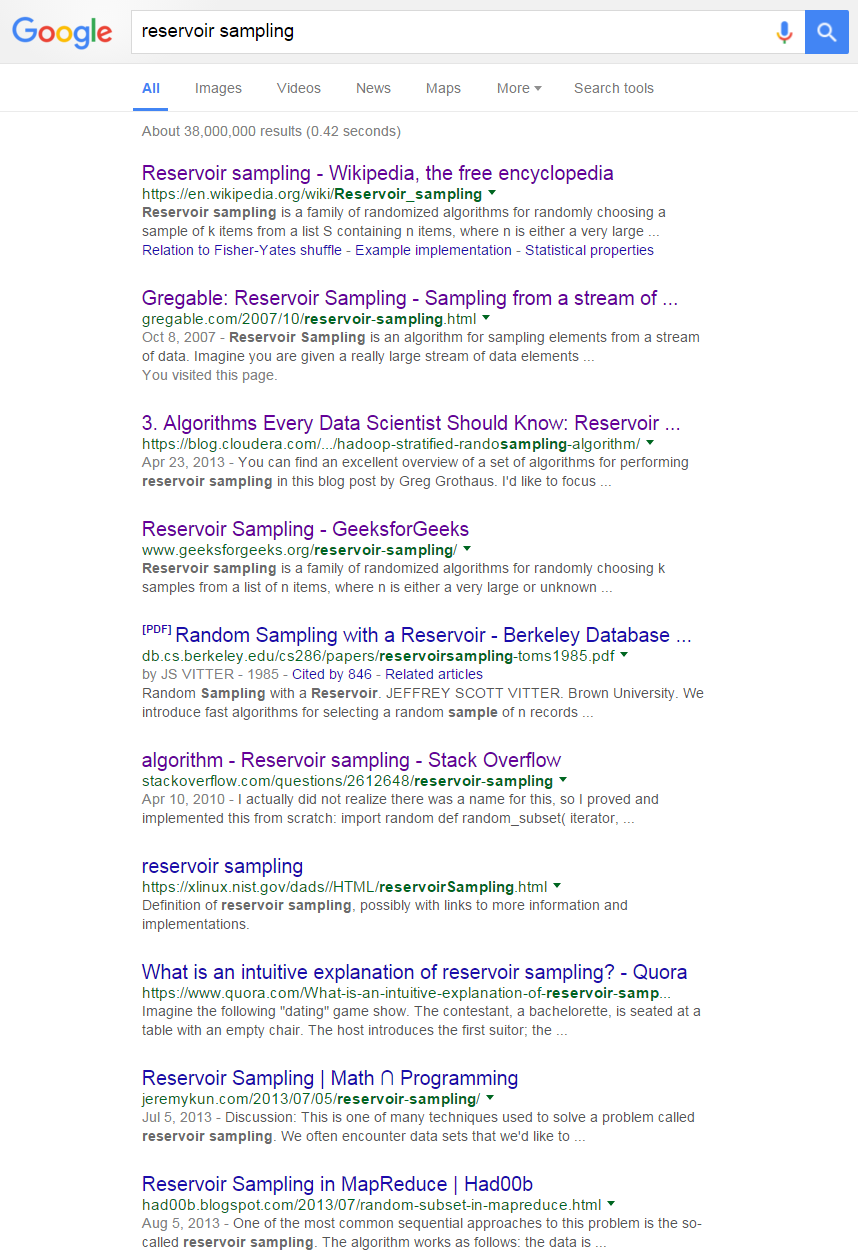 Google
reservoir sampling
All Images Videos News Maps More Search tools
About 38,000,000 results (0.42 seconds)
Reservoir sampling - Wikipedia, the free encyclopedia
https://en.wikipedia.org/wiki/Reservoir_sampling
Reservoir sampling is a family of randomized algorithms for randomly choosing a
sample of k items from a list S containing n items, where n is either a very large ...
Relation to Fisher-Yates shuffle - Example implementation - Statistical properties
Gregable: Reservoir Sampling - Sampling from a stream of ...
gregable.com/2007/10/reservoir-sampling.html
Oct 8, 2007 - Reservoir Sampling is an algorithm for sampling elements from a stream
of data. Imagine you are given a really large stream of data elements ...
You visited this page.
3. Algorithms Every Data Scientist Should Know: Reservoir ...
https://blog.cloudera.com/.../hadoop-stratified-randosampling-algorithm/
Apr 23, 2013 - You can find an excellent overview of a set of algorithms for performing
reservoir sampling in this blog post by Greg Grothaus. I'd like to focus ...
Reservoir Sampling - GeeksforGeeks
www.geeksforgeeks.org/reservoir-sampling/
Reservoir sampling is a family of randomized algorithms for randomly choosing k
samples from a list of n items, where n is either a very large or unknown ...
[PDF] Random Sampling with a Reservoir - Berkeley Database ...
db.cs.berkeley.edu/cs286/papers/reservoirsampling-toms1985.pdf
by JS VITTER - 1985 - Cited by 846 - Related articles
Random Sampling with a Reservoir. JEFFREY SCOTT VITTER. Brown University. We
introduce fast algorithms for selecting a random sample of n records ...
algorithm - Reservoir sampling - Stack Overflow
stackoverflow.com/questions/2612648/reservoir-sampling
Apr 10, 2010 - I actually did not realize there was a name for this, so I proved and
implemented this from scratch: import random def random_subset( iterator, ...
reservoir sampling
https://xlinux.nist.gov/dads//HTML/reservoirSampling.html
Definition of reservoir sampling, possibly with links to more information and
implementations.
What is an intuitive explanation of reservoir sampling? - Quora
https://www.quora.com/What-is-an-intuitive-explanation-of-reservoir-samp...
Imagine the following "dating" game show. The contestant, a bachelorette, is seated at a
table with an empty chair. The host introduces the first suitor; the ...
Reservoir Sampling | Math ∩ Programming
jeremykun.com/2013/07/05/reservoir-sampling/
Jul 5, 2013 - Discussion: This is one of many techniques used to solve a problem called
reservoir sampling. We often encounter data sets that we'd like to ...
Reservoir Sampling in MapReduce | Had00b
had00b.blogspot.com/2013/07/random-subset-in-mapreduce.html
Aug 5, 2013 - One of the most common sequential approaches to this problem is the so-
called reservoir sampling. The algorithm works as follows: the data is ...